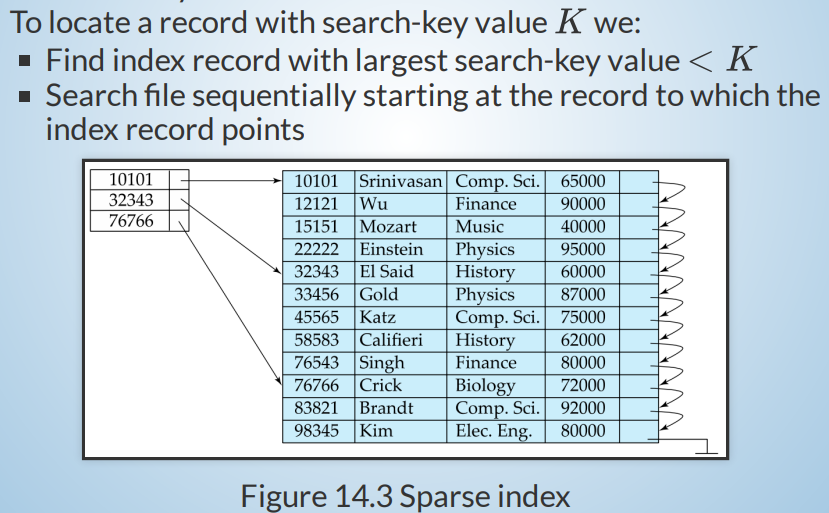 To locate a record with search-key value K we:
▪ Find index record with largest search-key value < K
▪ Search file sequentially starting at the record to which the
index record points
10101
32343
76766
10101 Srinivasan Comp. Sci. 65000
12121 Wu Finance 90000
15151 Mozart Music 40000
22222 Einstein Physics 95000
32343 El Said History 60000
33456 Gold Physics 87000
45565 Katz Comp. Sci. 75000
58583 Califieri History 62000
76543 Singh Finance 80000
76766 Crick Biology 72000
83821 Brandt Comp. Sci. 92000
98345 Kim Elec. Eng. 80000
Figure 14.3 Sparse index